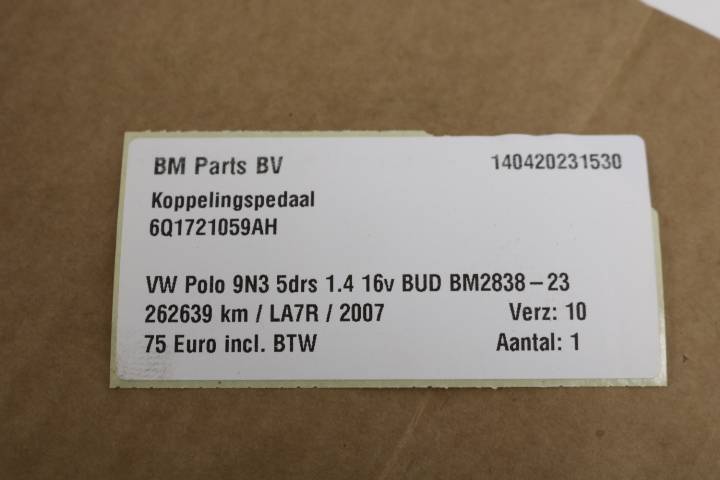 BM Parts BV 140420231530
Koppelingspedaal
6Q1721059AH
VW Polo 9N3 5drs 1.4 16v BUD BM2838-23
262639 km / LA7R / 2007 Verz: 10
75 Euro incl. BTW Aantal: 1